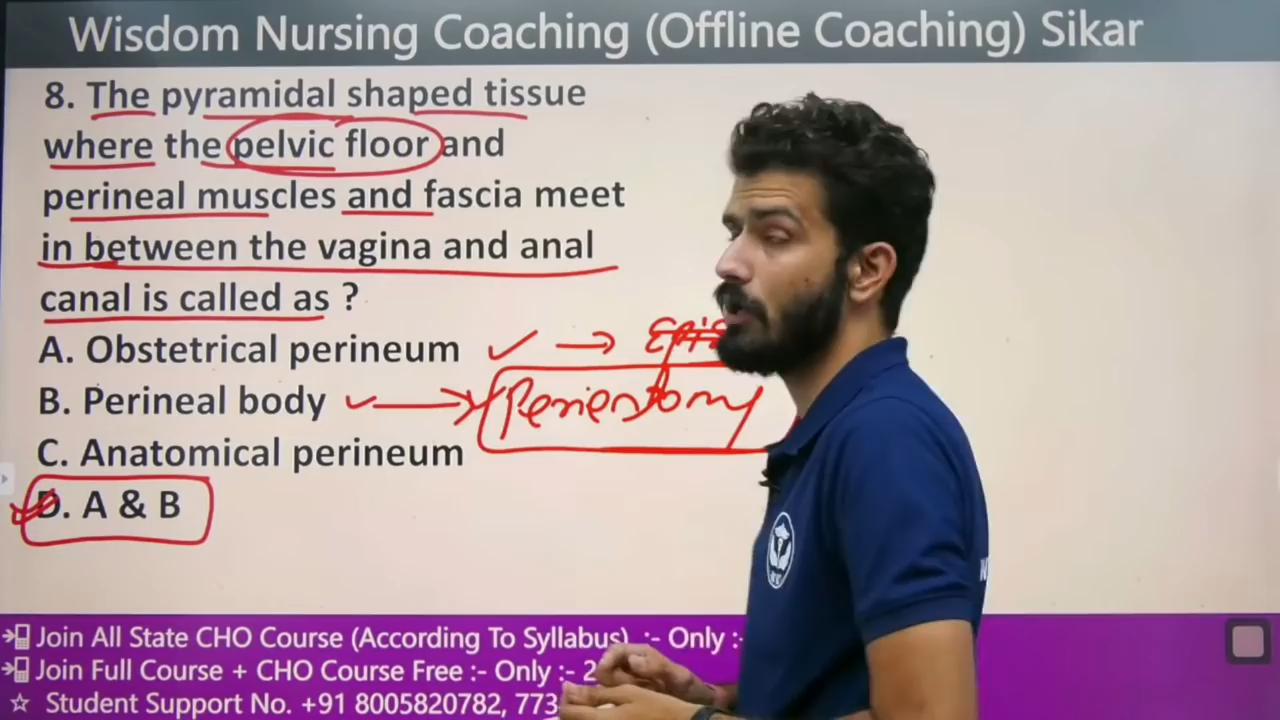 Wisdom Nursing Coaching (Offline Coaching) Sikar
8. The pyramidal shaped tissue
where the pelvic floor and
perineal muscles and fascia meet
in between the vagina and anal
canal is called as ?
A. Obstetrical perineum
B. Perineal body
C. Anatomical perineum
D. A & B
Join All State CHO Course (According To Syllabus) :- Only :-
Join Full Course + CHO Course Free :- Only :- 2
☆ Student Support No. +91 8005820782, 773